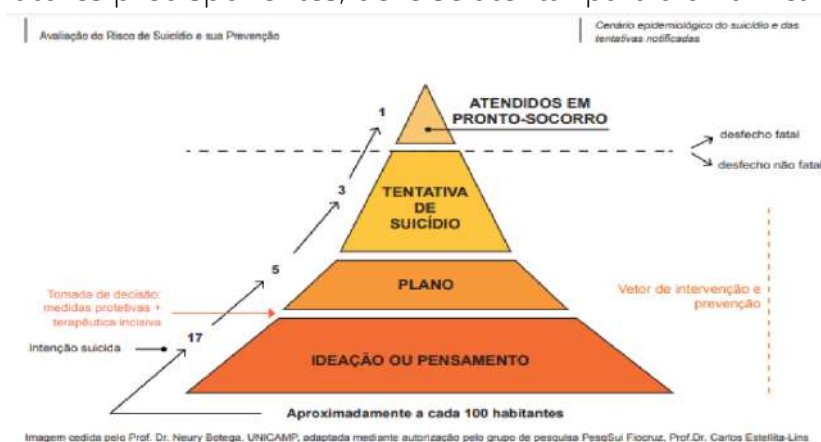 Avaliação do Risco de Suicídio e sua Prevenção
Cenário epidemiológico do suicídio e das
tentativas notificadas
1
ATENDIDOS EM
PRONTO-SOCORRO
desfecho fatal
desfecho não fatal
3
TENTATIVA
DE
SUICÍDIO
5
PLANO
Tomada de decisão:
medidas protetivas +
terapêutica incisiva
Vetor de intervenção e
prevenção
17
Intenção suicida
IDEAÇÃO OU PENSAMENTO
Aproximadamente a cada 100 habitantes
Imagem cedida pelo Prof. Dr. Neury Botega, UNICAMP, adaptada mediante autorização pelo grupo de pesquisa PesqSui Fiocruz, Prof.Dr. Carlos Estellita-Lins